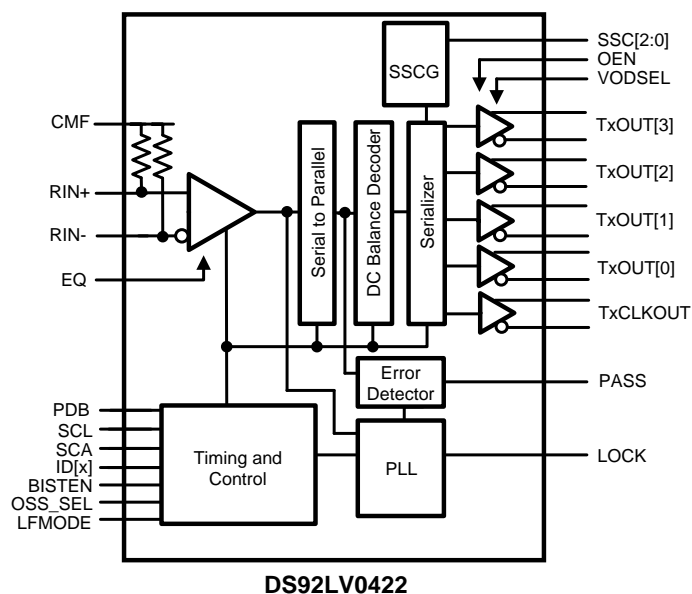 SSC[2:0]
OEN
VODSEL
SSCG
CMF
TxOUT[3]
TxOUT[2]
TxOUT[1]
TxOUT[0]
TxCLKOUT
RIN+
RIN-
EQ
Serial to Parallel
DC Balance Decoder
Serializer
Error
Detector
PASS
PDB
SCL
SCA
ID[x]
BISTEN
OSS_SEL
LFMODE
Timing and
Control
PLL
LOCK
DS92LV0422